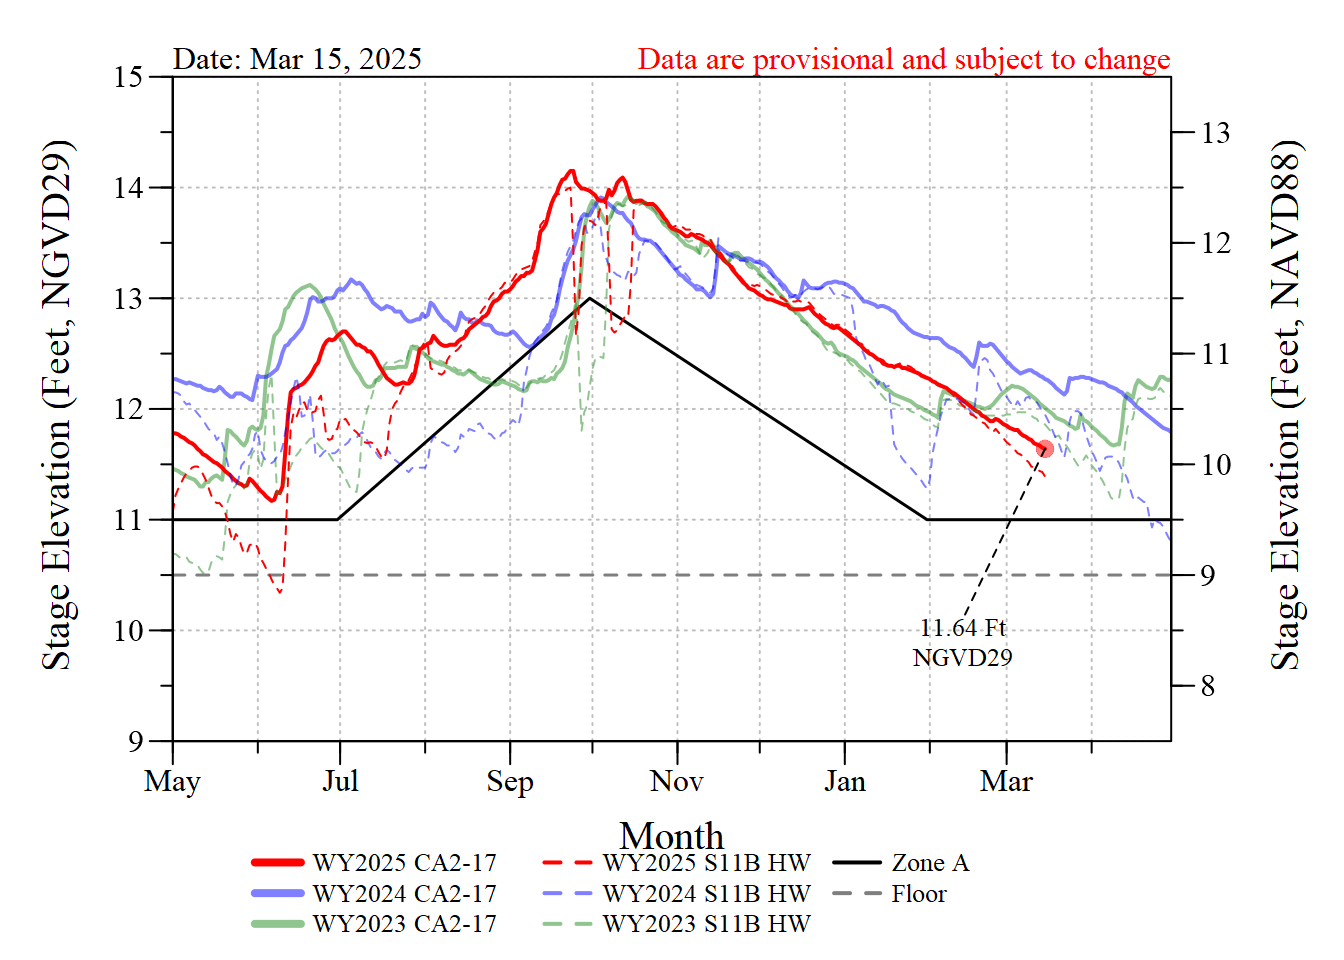 Date: Mar 15, 2025
Data are provisional and subject to change
Stage Elevation (Feet, NGVD29)
15
14
13
12
11
10
9
13
12
11
10
9
8
Stage Elevation (Feet, NAVD88)
11.64 Ft
NGVD29
May Jul Sep Nov Jan Mar
Month
WY2025 CA2-17 WY2025 S11B HW Zone A
WY2024 CA2-17 WY2024 S11B HW Floor
WY2023 CA2-17 WY2023 S11B HW